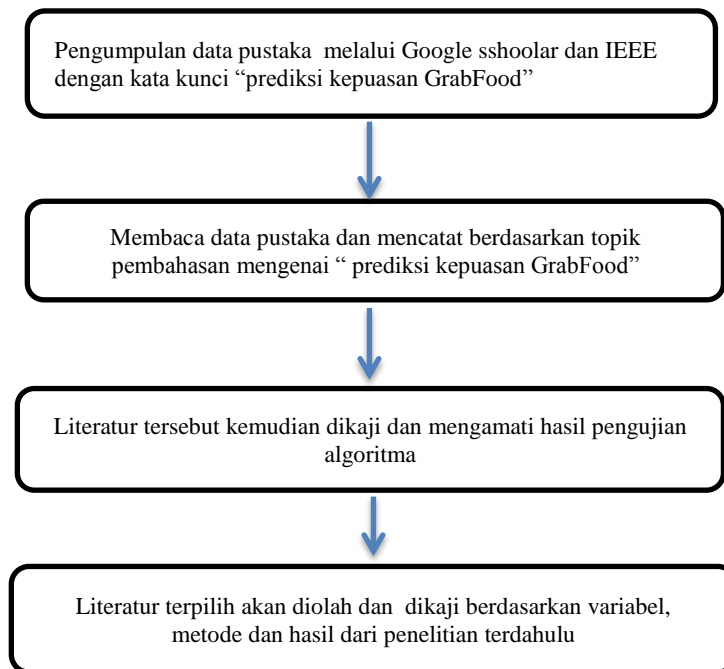 Pengumpulan data pustaka melalui Google sshoolar dan IEEE
dengan kata kunci “prediksi kepuasan GrabFood”
Membaca data pustaka dan mencatat berdasarkan topik
pembahasan mengenai “ prediksi kepuasan GrabFood”
Literatur tersebut kemudian dikaji dan mengamati hasil pengujian
algoritma
Literatur terpilih akan diolah dan dikaji berdasarkan variabel,
metode dan hasil dari penelitian terdahulu